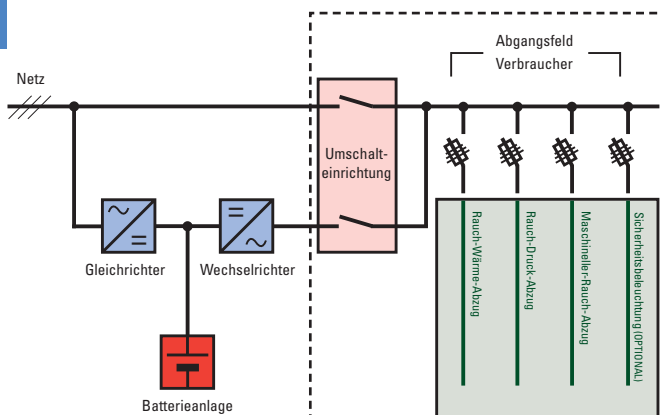 Abgangsfeld
Verbraucher
Netz
Umschalt-
einrichtung
Gleichrichter
Wechselrichter
Batterieanlage
Rauch-Wärme-Abzug
Rauch-Druck-Abzug
Maschineller-Rauch-Abzug
Sicherheitsbeleuchtung (OPTIONAL)